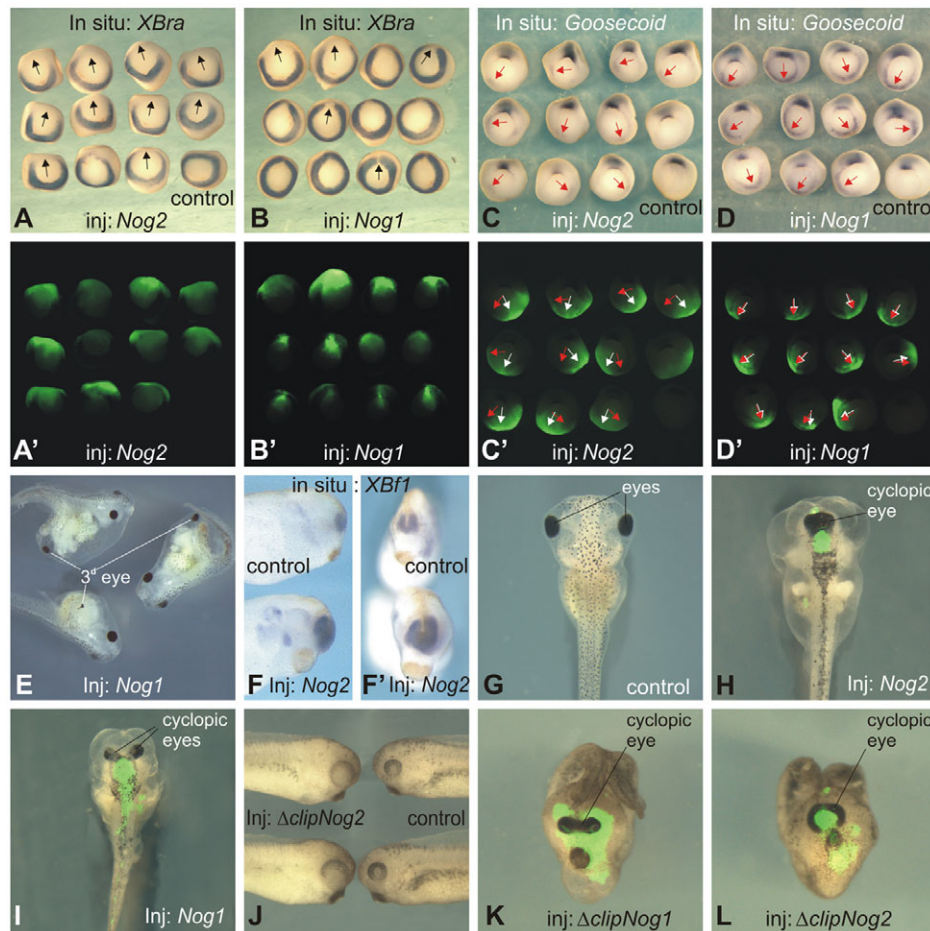 In situ: XBra
control
A
inj: Nog2
In situ: XBra
B
inj: Nog1
In situ: Goosecoid
control
C
inj: Nog2
In situ: Goosecoid
control
D
inj: Nog1
A’
inj: Nog2
B’
inj: Nog1
C’
inj: Nog2
D’
inj: Nog1
3ᵈ eye
E
Inj: Nog1
in situ : XBf1
control
F Inj: Nog2
control
F’ Inj: Nog2
eyes
G
control
cyclopic
eye
H
Inj: Nog2
cyclopic
eyes
I
Inj: Nog1
Inj: ΔclipNog2
control
J
cyclopic
eye
K
inj: ΔclipNog1
cyclopic
eye
L
inj: ΔclipNog2